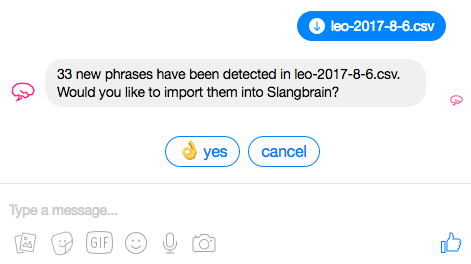 leo-2017-8-6.csv
33 new phrases have been detected in leo-2017-8-6.csv.
Would you like to import them into Slangbrain?
👌 yes
cancel
Type a message...
GIF